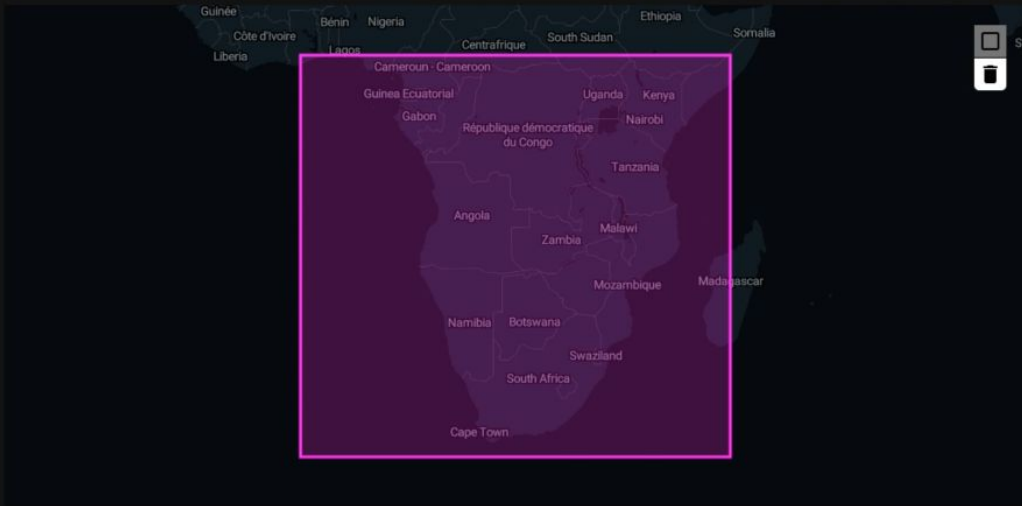 Guinée
Bénin
Nigeria
Ethiopia
Côte d'Ivoire
South Sudan
Somalia
Centrafrique
Lagos
Liberia
Cameroun - Cameroon
Guinea Ecuatorial
Uganda
Kenya
Gabon
Nairobi
République démocratique
du Congo
Tanzania
Angola
Malawi
Zambia
Madagascar
Mozambique
Namibia
Botswana
Swaziland
South Africa
Cape Town